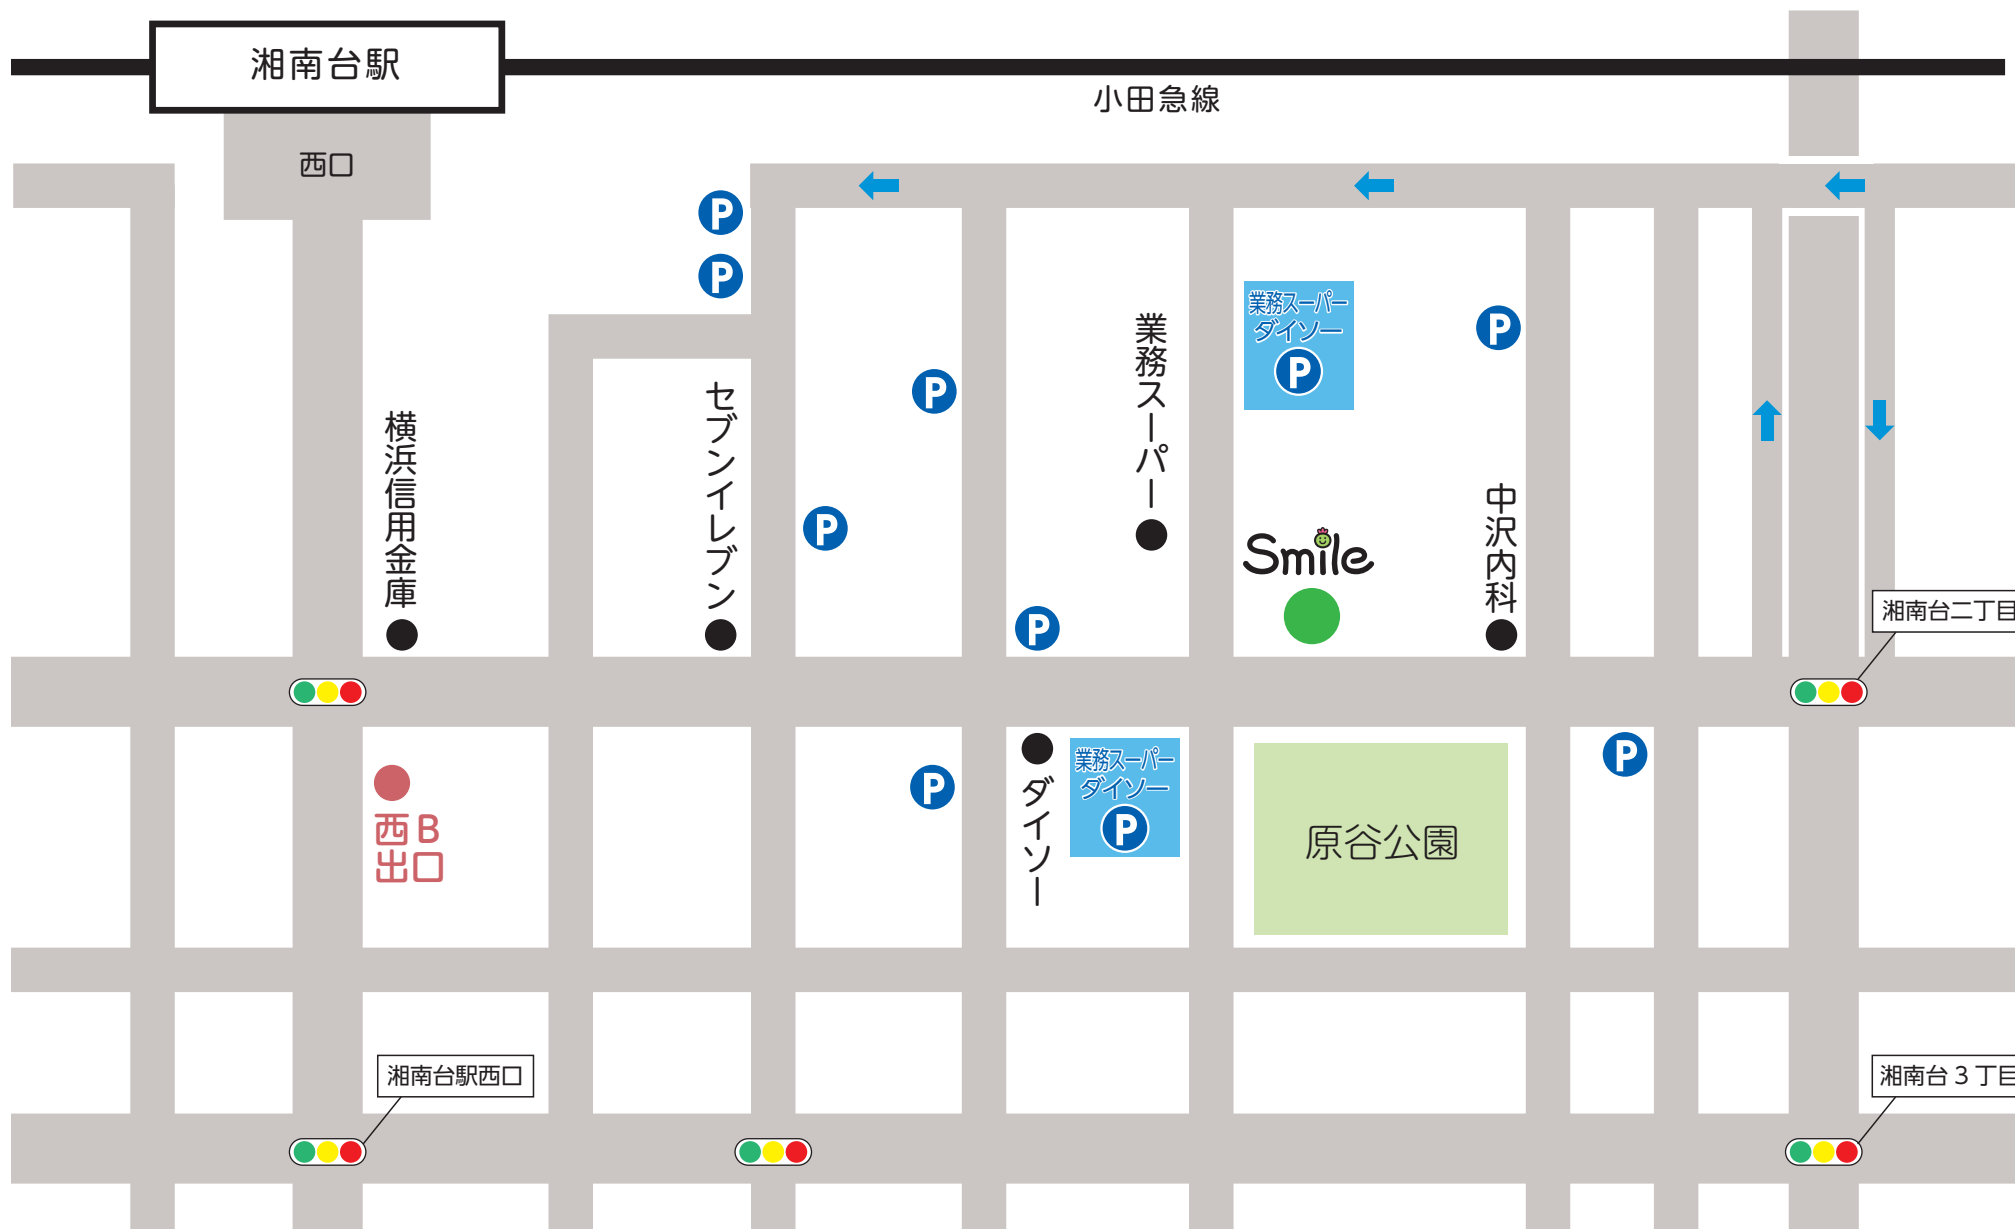 湘南台駅
小田急線
西口
P
P
業務スーパー
ダイソー
P
P
業務スーパー
P
セブンイレブン
横浜信用金庫
中沢内科
P
Smile
湘南台二丁目
P
P
業務スーパー
ダイソー
P
P
ダイソー
西B
出口
原谷公園
湘南台駅西口
湘南台3丁目